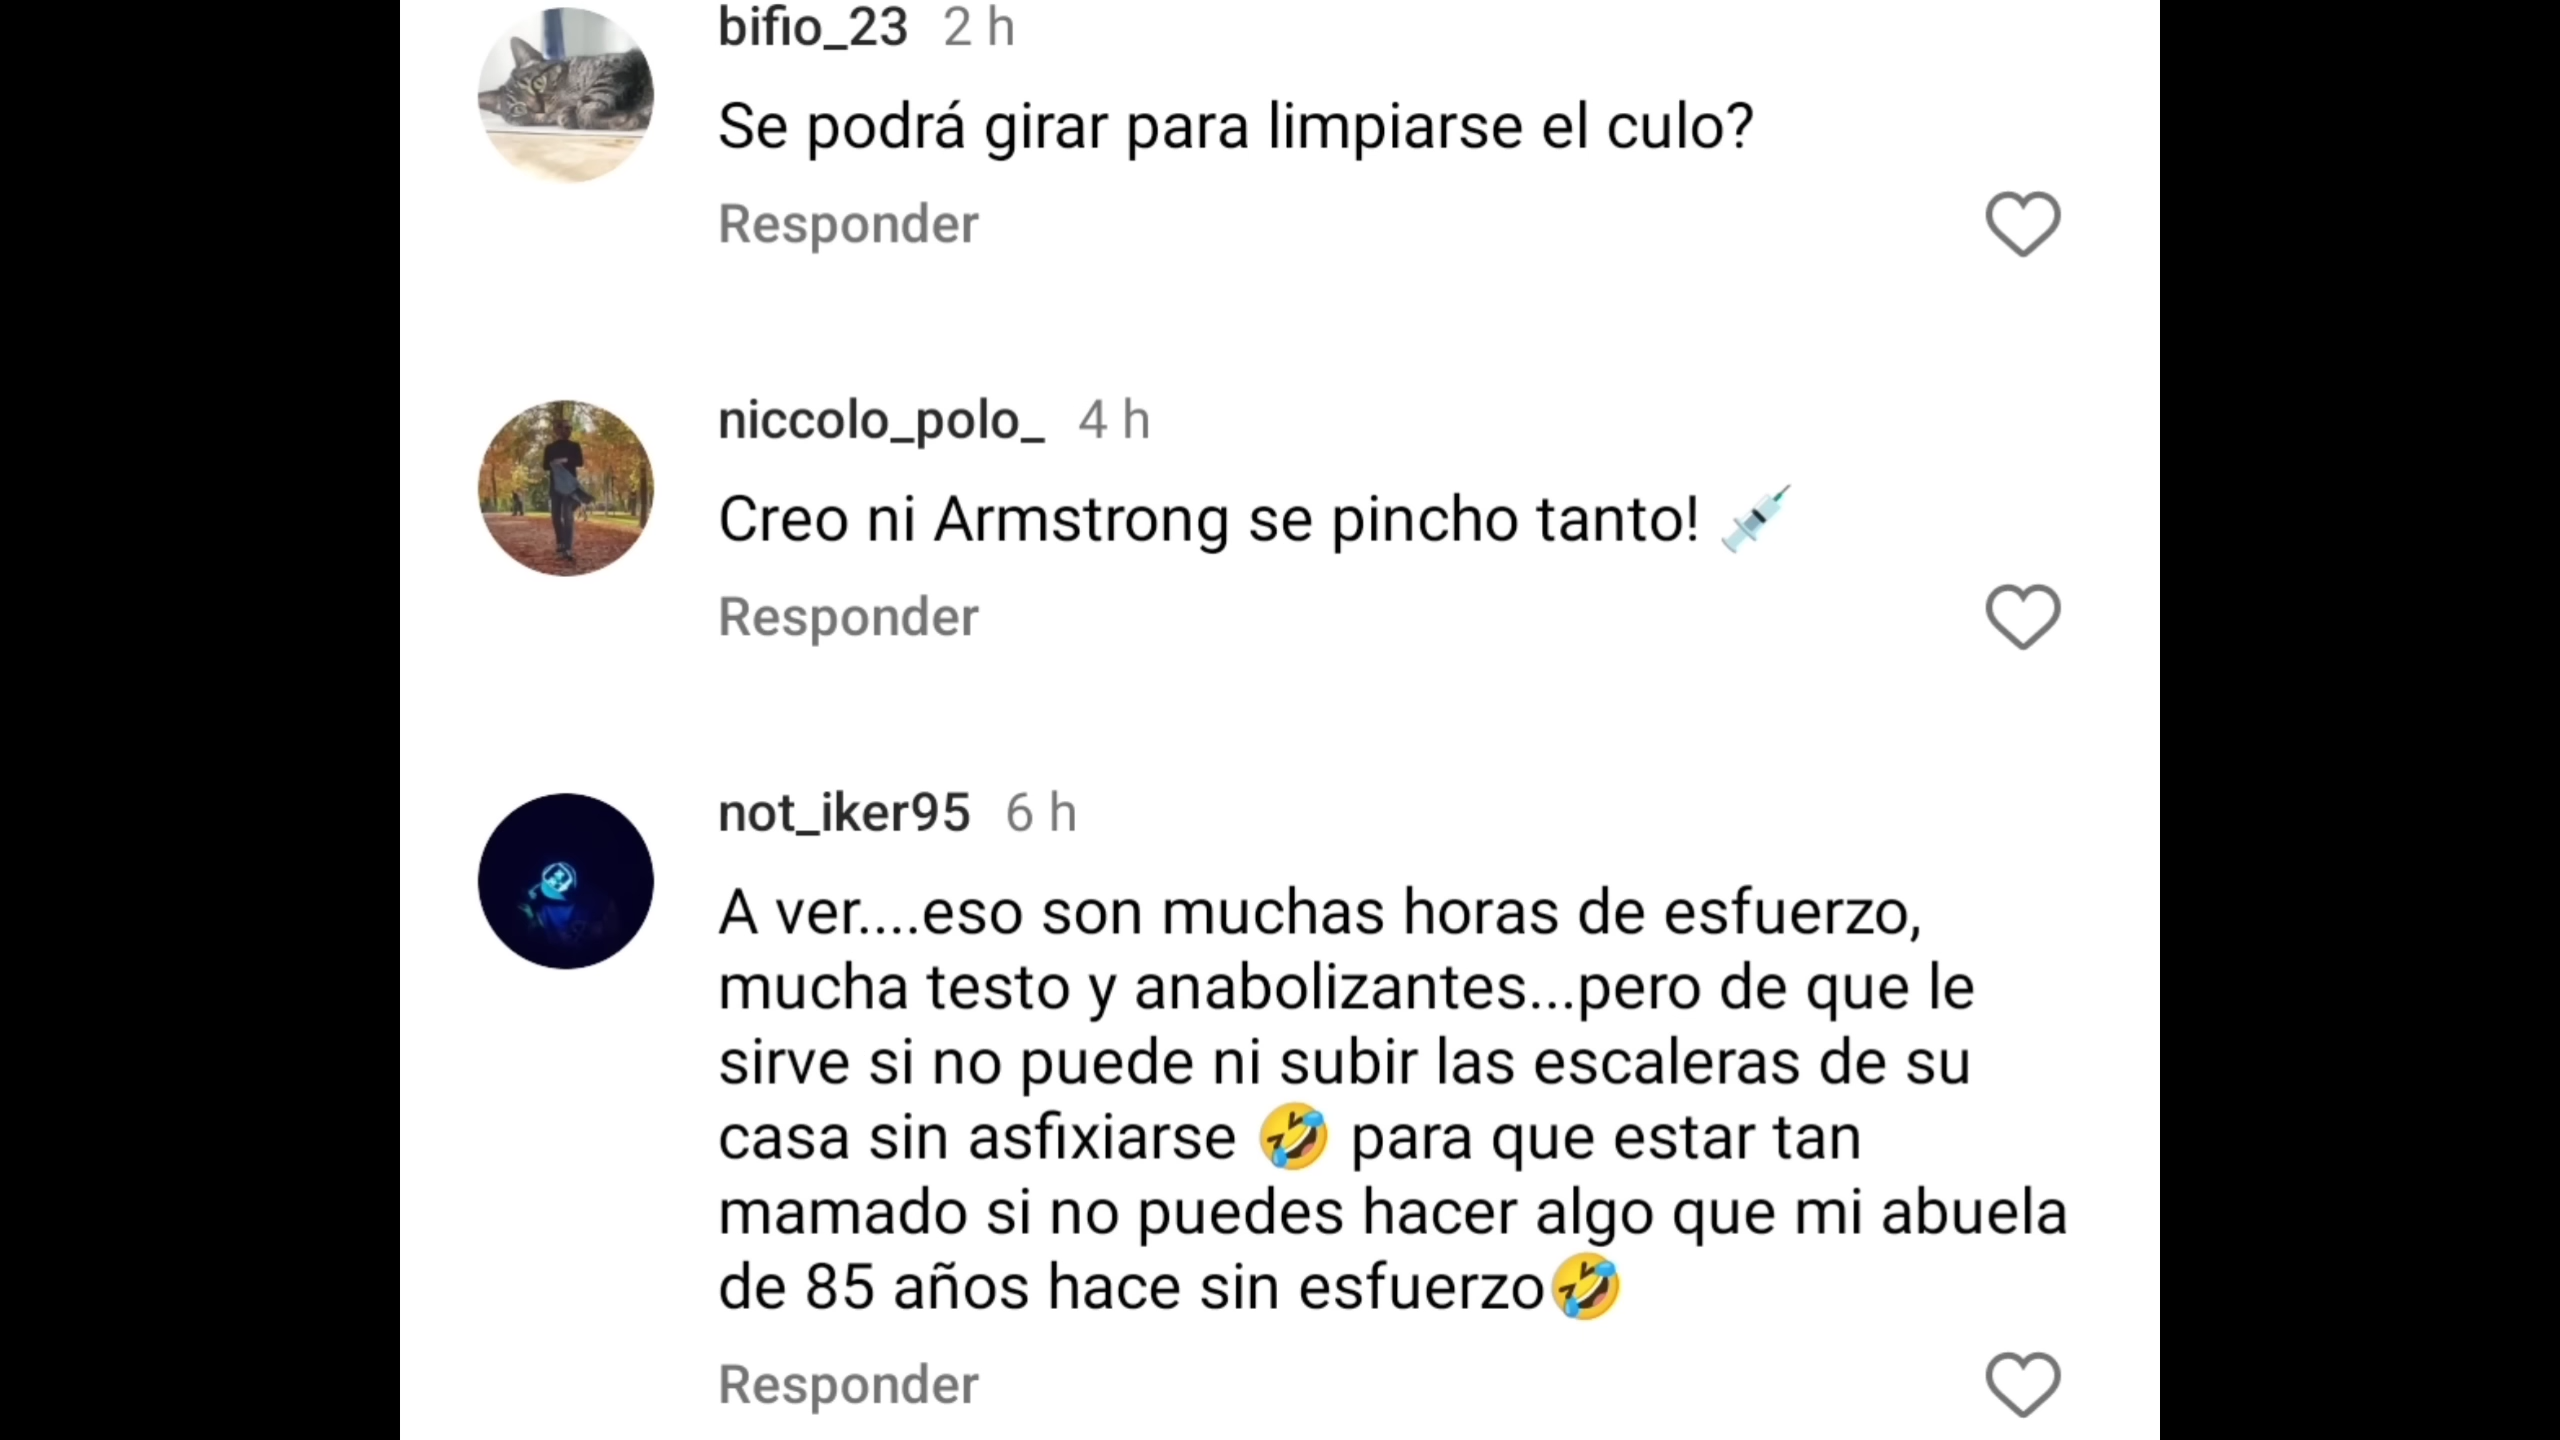 bifio_23 2 h
Se podrá girar para limpiarse el culo?
Responder
niccolo_polo_ 4 h
Creo ni Armstrong se pincho tanto! 💉
Responder
not_iker95 6 h
A ver....eso son muchas horas de esfuerzo,
mucha testo y anabolizantes...pero de que le
sirve si no puede ni subir las escaleras de su
casa sin asfixiarse 🤣 para que estar tan
mamado si no puedes hacer algo que mi abuela
de 85 años hace sin esfuerzo🤣
Responder